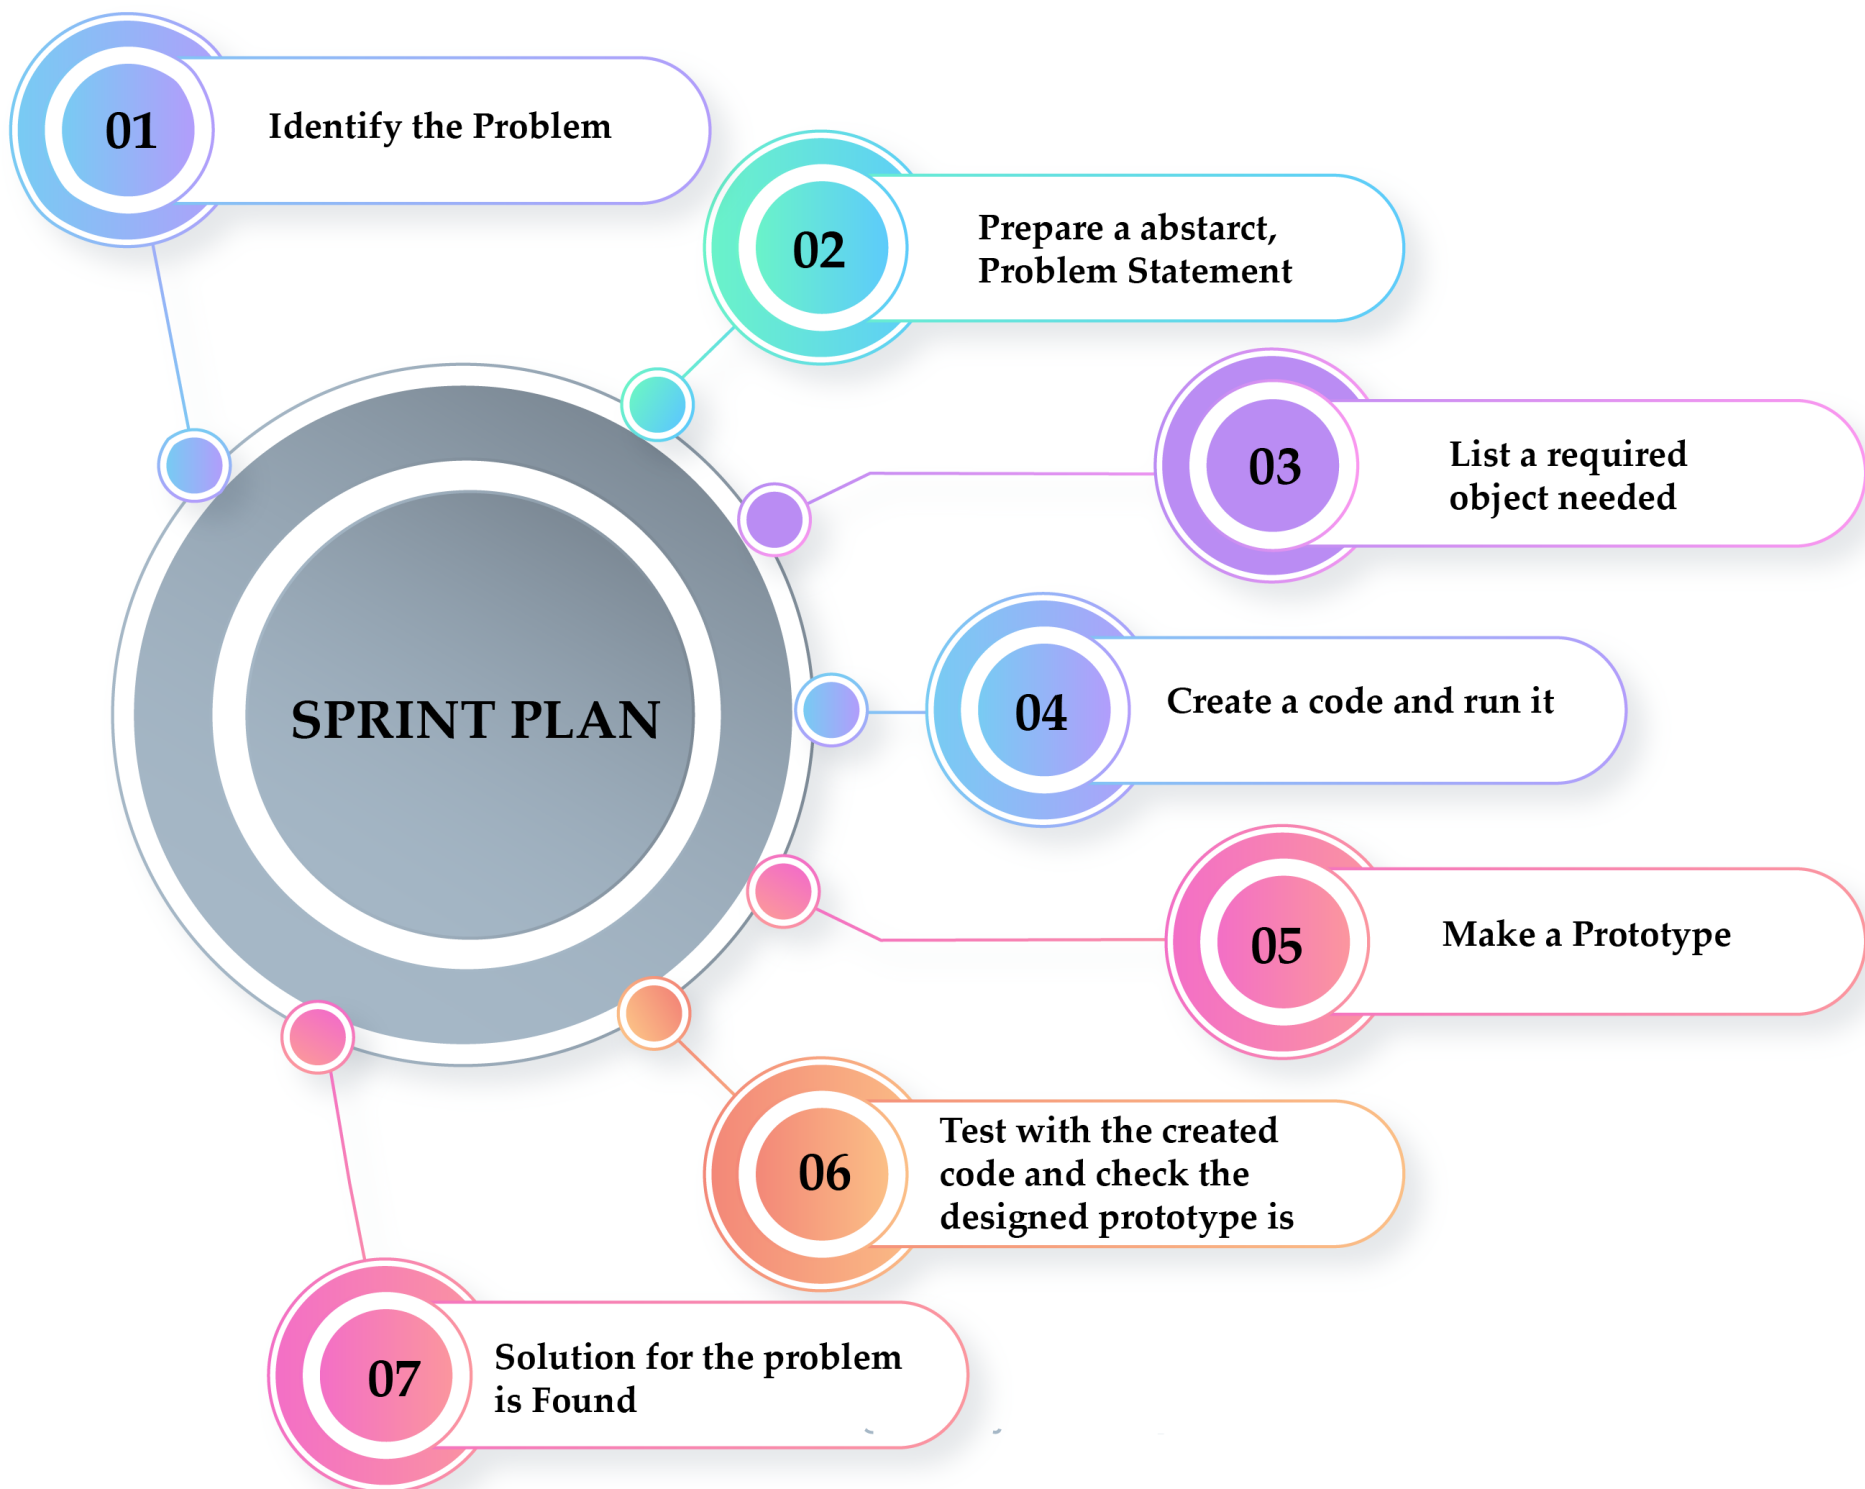 01
Identify the Problem
02
Prepare a abstarct,
Problem Statement
03
List a required
object needed
SPRINT PLAN
04
Create a code and run it
05
Make a Prototype
06
Test with the created
code and check the
designed prototype is
07
Solution for the problem
is Found